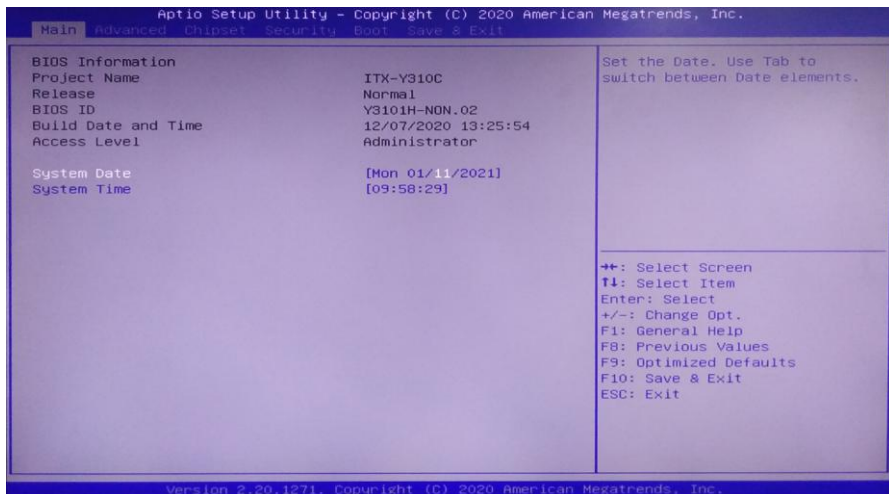 Aptio Setup Utility – Copyright (C) 2020 American Megatrends, Inc.
Main Advanced Chipset Security Boot Save & Exit
BIOS Information
Project Name ITX-Y310C
Release Normal
BIOS ID Y3101H-NON.02
Build Date and Time 12/07/2020 13:25:54
Access Level Administrator
System Date [Mon 01/11/2021]
System Time [09:58:29]
Set the Date. Use Tab to
switch between Date elements.
→←: Select Screen
↑↓: Select Item
Enter: Select
+/-: Change Opt.
F1: General Help
F8: Previous Values
F9: Optimized Defaults
F10: Save & Exit
ESC: Exit
Version 2.20.1271. Copyright (C) 2020 American Megatrends, Inc.